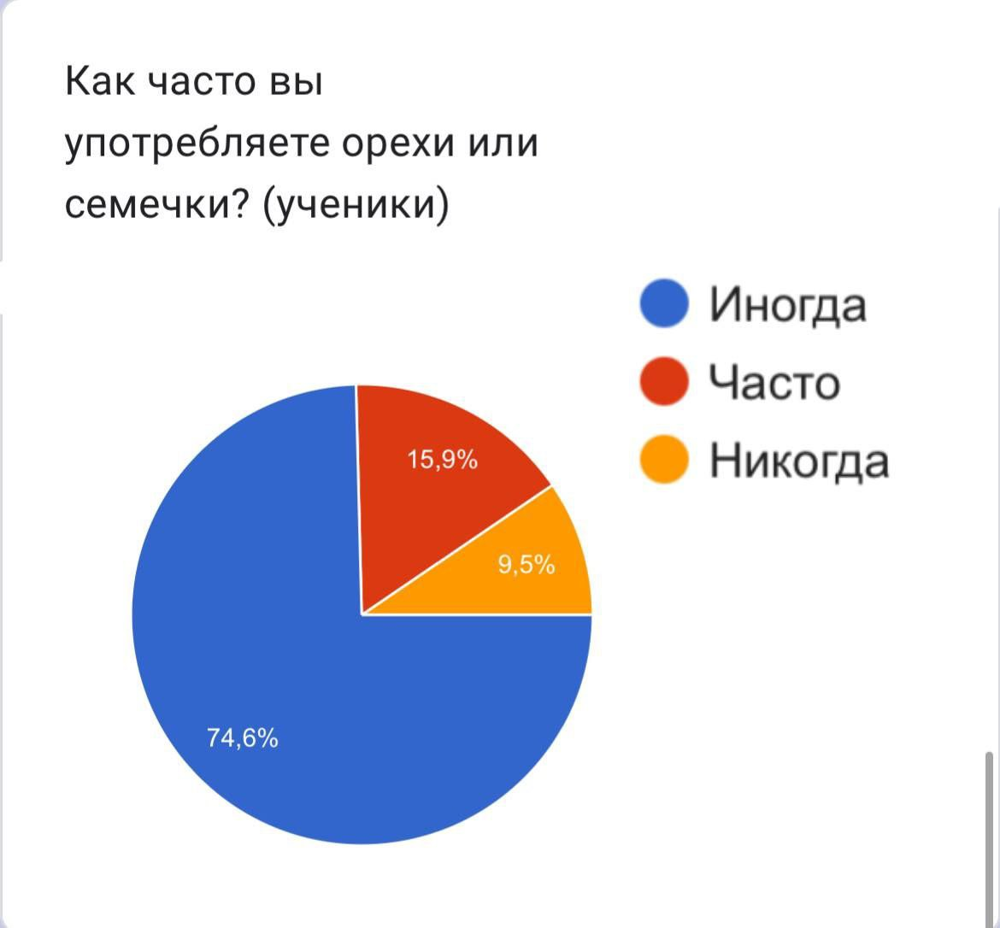 Как часто вы
употребляете орехи или
семечки? (ученики)
Иногда
Часто
Никогда
15,9%
9,5%
74,6%